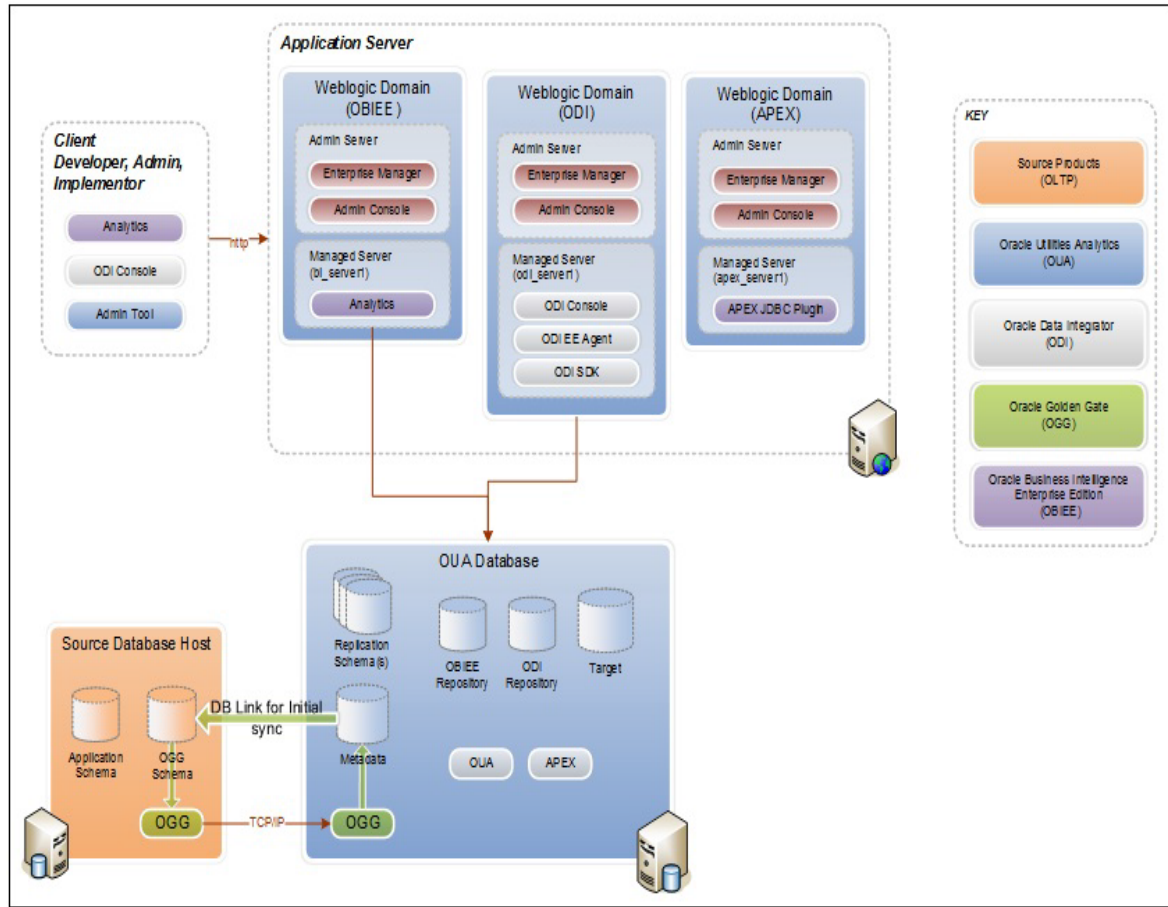 Application Server
Weblogic Domain
(OBIEE )
Admin Server
Enterprise Manager
Admin Console
Managed Server
(bi_server1)
Analytics
Weblogic Domain
(ODI)
Admin Server
Enterprise Manager
Admin Console
Managed Server
(odi_server1)
ODI Console
ODI EE Agent
ODI SDK
Weblogic Domain
(APEX)
Admin Server
Enterprise Manager
Admin Console
Managed Server
(apex_server1)
APEX JDBC Plugin
Client
Developer, Admin,
Implementor
Analytics
ODI Console
Admin Tool
http
KEY
Source Products
(OLTP)
Oracle Utilities Analytics
(OUA)
Oracle Data Integrator
(ODI)
Oracle Golden Gate
(OGG)
Oracle Business Intelligence
Enterprise Edition
(OBIEE)
OUA Database
Replication
Schema(s)
OBIEE
Repository
ODI
Repository
Target
Metadata
OUA
APEX
OGG
Source Database Host
Application
Schema
OGG
Schema
DB Link for Initial
sync
OGG
TCP/IP